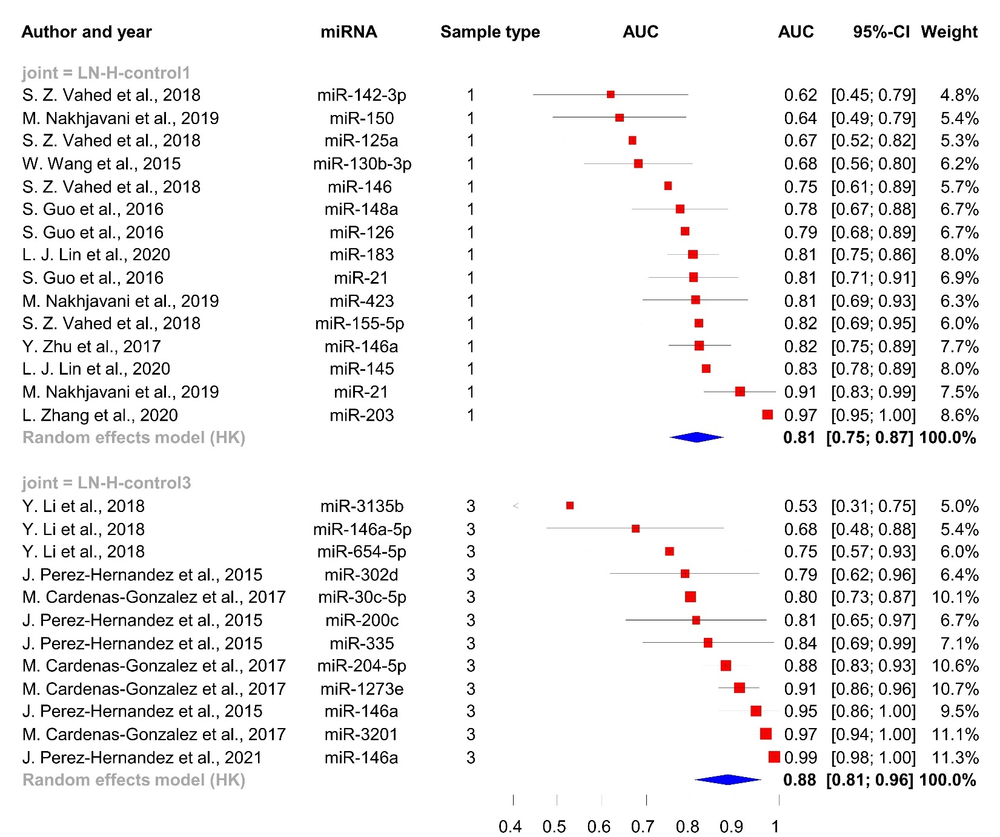 Author and year miRNA Sample type AUC AUC 95%-CI Weight
joint = LN-H-control1
S. Z. Vahed et al., 2018 miR-142-3p 1 0.62 [0.45; 0.79] 4.8%
M. Nakhjavani et al., 2019 miR-150 1 0.64 [0.49; 0.79] 5.4%
S. Z. Vahed et al., 2018 miR-125a 1 0.67 [0.52; 0.82] 5.3%
W. Wang et al., 2015 miR-130b-3p 1 0.68 [0.56; 0.80] 6.2%
S. Z. Vahed et al., 2018 miR-146 1 0.75 [0.61; 0.89] 5.7%
S. Guo et al., 2016 miR-148a 1 0.78 [0.67; 0.88] 6.7%
S. Guo et al., 2016 miR-126 1 0.79 [0.68; 0.89] 6.7%
L. J. Lin et al., 2020 miR-183 1 0.81 [0.75; 0.86] 8.0%
S. Guo et al., 2016 miR-21 1 0.81 [0.71; 0.91] 6.9%
M. Nakhjavani et al., 2019 miR-423 1 0.81 [0.69; 0.93] 6.3%
S. Z. Vahed et al., 2018 miR-155-5p 1 0.82 [0.69; 0.95] 6.0%
Y. Zhu et al., 2017 miR-146a 1 0.82 [0.75; 0.89] 7.7%
L. J. Lin et al., 2020 miR-145 1 0.83 [0.78; 0.89] 8.0%
M. Nakhjavani et al., 2019 miR-21 1 0.91 [0.83; 0.99] 7.5%
L. Zhang et al., 2020 miR-203 1 0.97 [0.95; 1.00] 8.6%
Random effects model (HK) 0.81 [0.75; 0.87] 100.0%
joint = LN-H-control3
Y. Li et al., 2018 miR-3135b 3 0.53 [0.31; 0.75] 5.0%
Y. Li et al., 2018 miR-146a-5p 3 0.68 [0.48; 0.88] 5.4%
Y. Li et al., 2018 miR-654-5p 3 0.75 [0.57; 0.93] 6.0%
J. Perez-Hernandez et al., 2015 miR-302d 3 0.79 [0.62; 0.96] 6.4%
M. Cardenas-Gonzalez et al., 2017 miR-30c-5p 3 0.80 [0.73; 0.87] 10.1%
J. Perez-Hernandez et al., 2015 miR-200c 3 0.81 [0.65; 0.97] 6.7%
J. Perez-Hernandez et al., 2015 miR-335 3 0.84 [0.69; 0.99] 7.1%
M. Cardenas-Gonzalez et al., 2017 miR-204-5p 3 0.88 [0.83; 0.93] 10.6%
M. Cardenas-Gonzalez et al., 2017 miR-1273e 3 0.91 [0.86; 0.96] 10.7%
J. Perez-Hernandez et al., 2015 miR-146a 3 0.95 [0.86; 1.00] 9.5%
M. Cardenas-Gonzalez et al., 2017 miR-3201 3 0.97 [0.94; 1.00] 11.1%
J. Perez-Hernandez et al., 2021 miR-146a 3 0.99 [0.98; 1.00] 11.3%
Random effects model (HK) 0.88 [0.81; 0.96] 100.0%
0.4 0.5 0.6 0.7 0.8 0.9 1